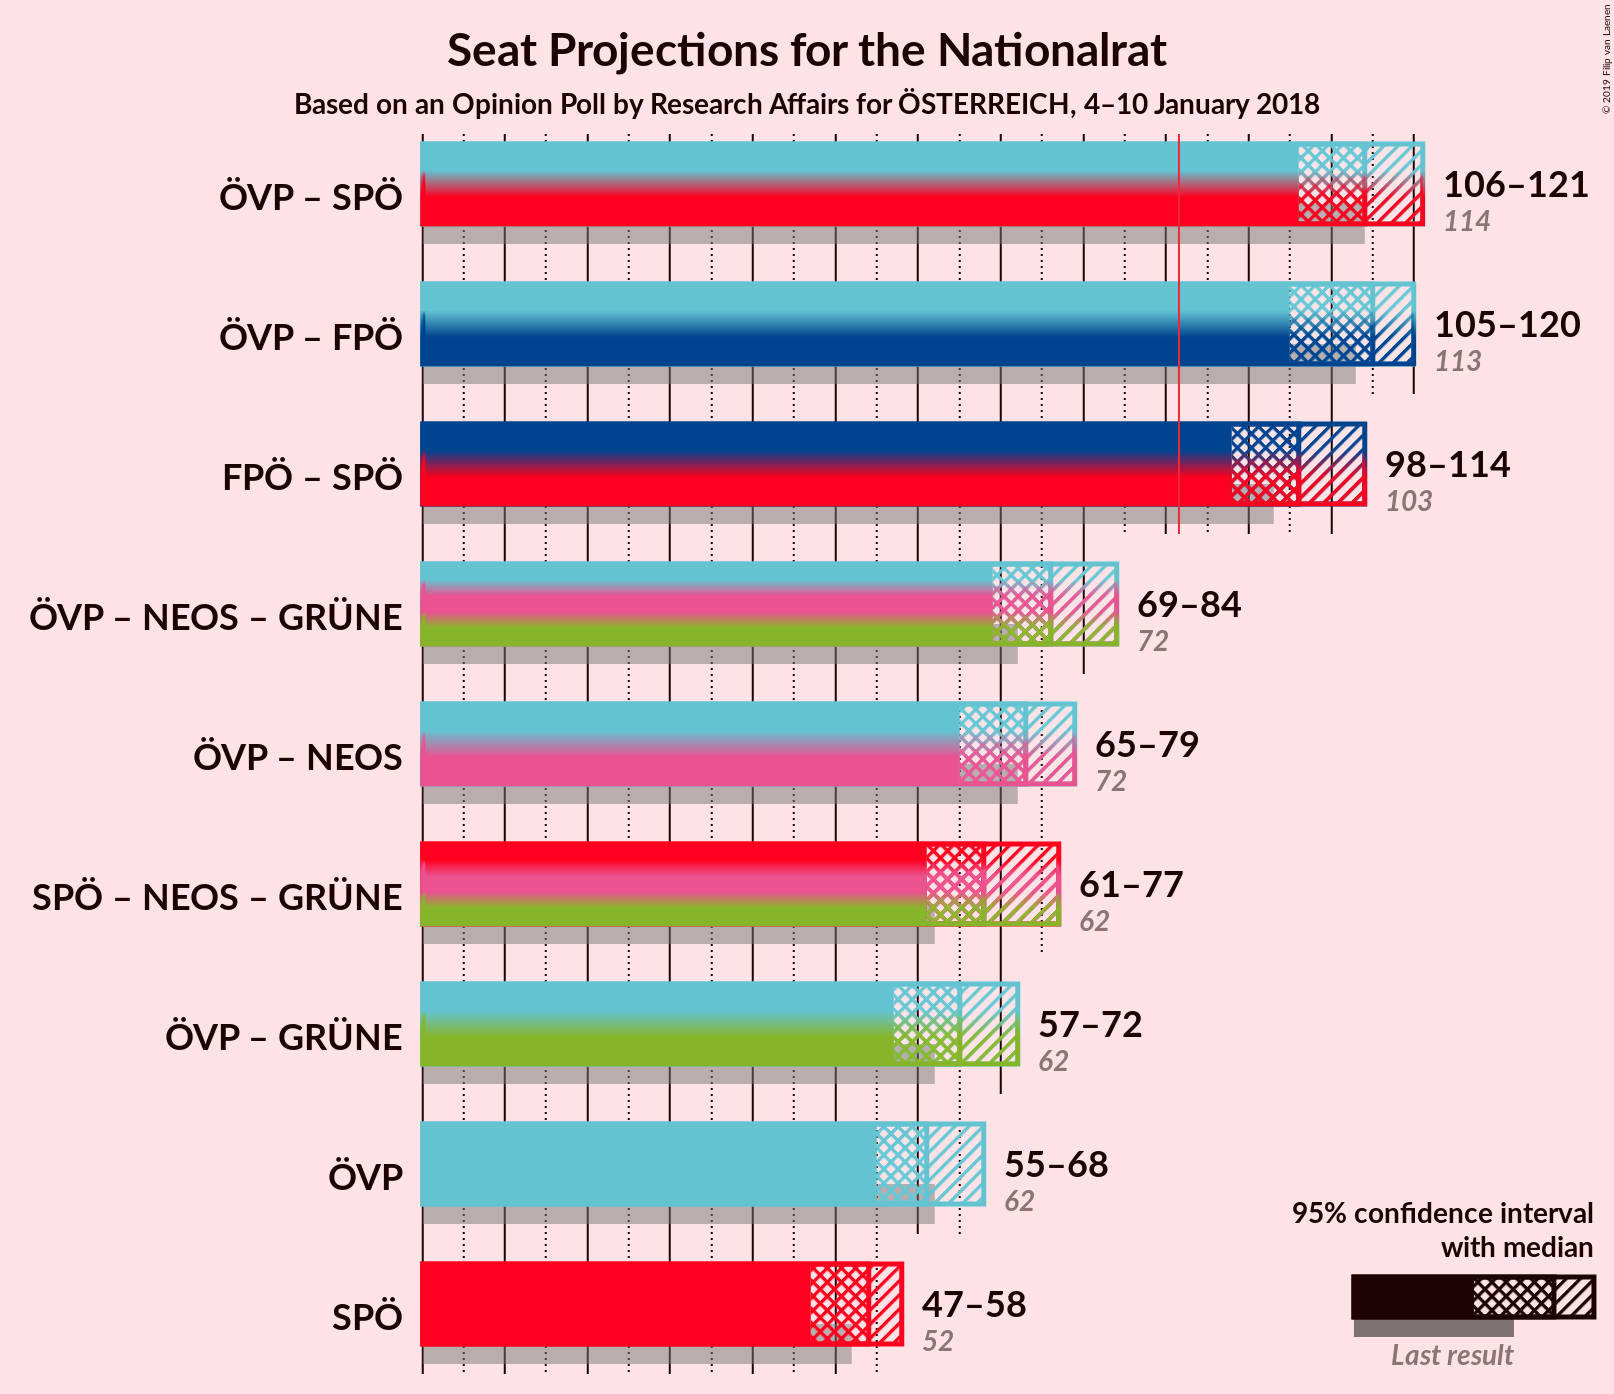 Seat Projections for the Nationalrat
Based on an Opinion Poll by Research Affairs for ÖSTERREICH, 4–10 January 2018
© 2019 Filip van Laenen
ÖVP – SPÖ
106–121
114
ÖVP – FPÖ
105–120
113
FPÖ – SPÖ
98–114
103
ÖVP – NEOS – GRÜNE
69–84
72
ÖVP – NEOS
65–79
72
SPÖ – NEOS – GRÜNE
61–77
62
ÖVP – GRÜNE
57–72
62
ÖVP
55–68
62
SPÖ
47–58
52
95% confidence interval
with median
Last result